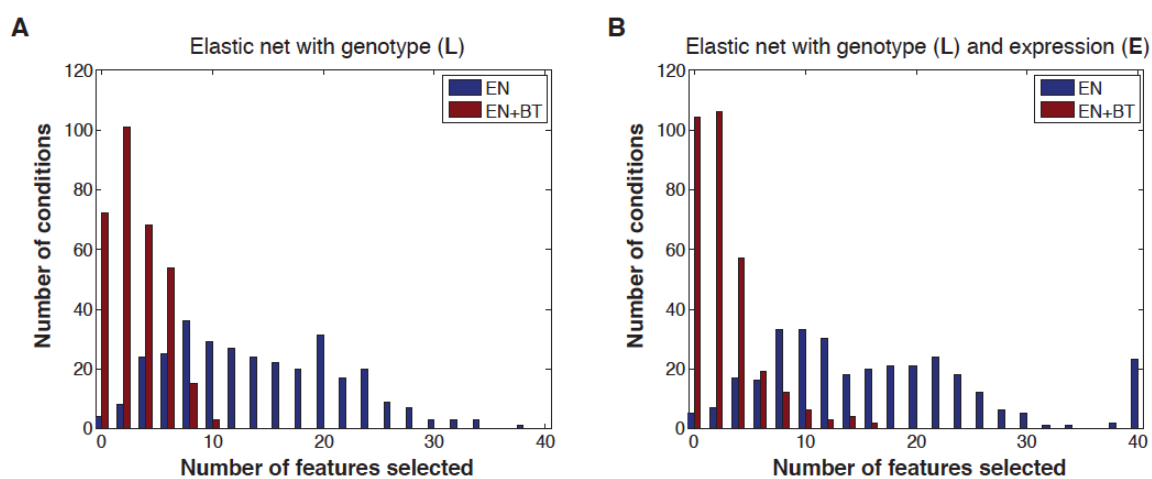 A
Elastic net with genotype (L)
120
100
80
60
40
20
0
0 10 20 30 40
Number of conditions
Number of features selected
EN
EN+BT
B
Elastic net with genotype (L) and expression (E)
120
100
80
60
40
20
0
0 10 20 30 40
Number of conditions
Number of features selected
EN
EN+BT